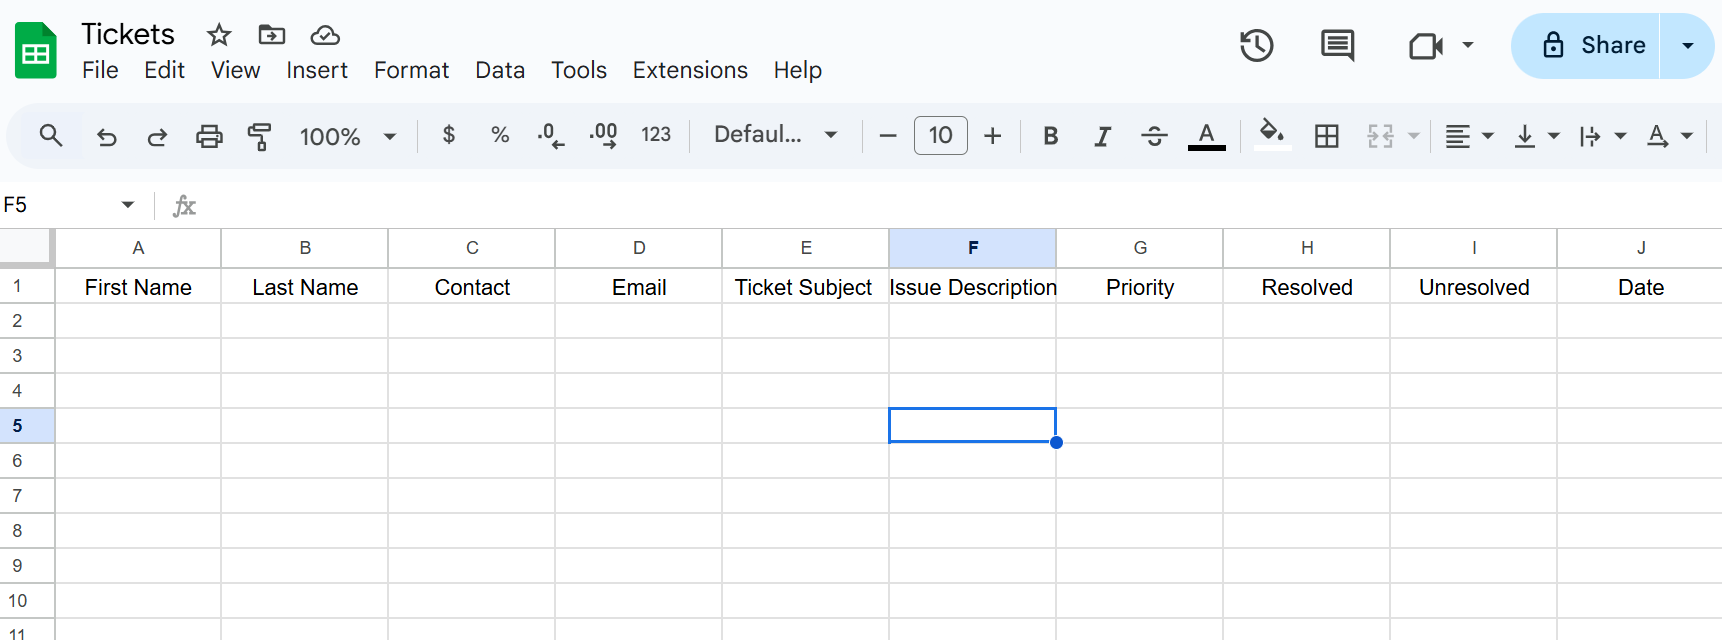 Tickets
File Edit View Insert Format Data Tools Extensions Help
Share
100% $ % .0 .00 123 Defaul... − 10 + B I S A A
F5 fx
A B C D E F G H I J
1 First Name Last Name Contact Email Ticket Subject Issue Description Priority Resolved Unresolved Date
2
3
4
5
6
7
8
9
10
11